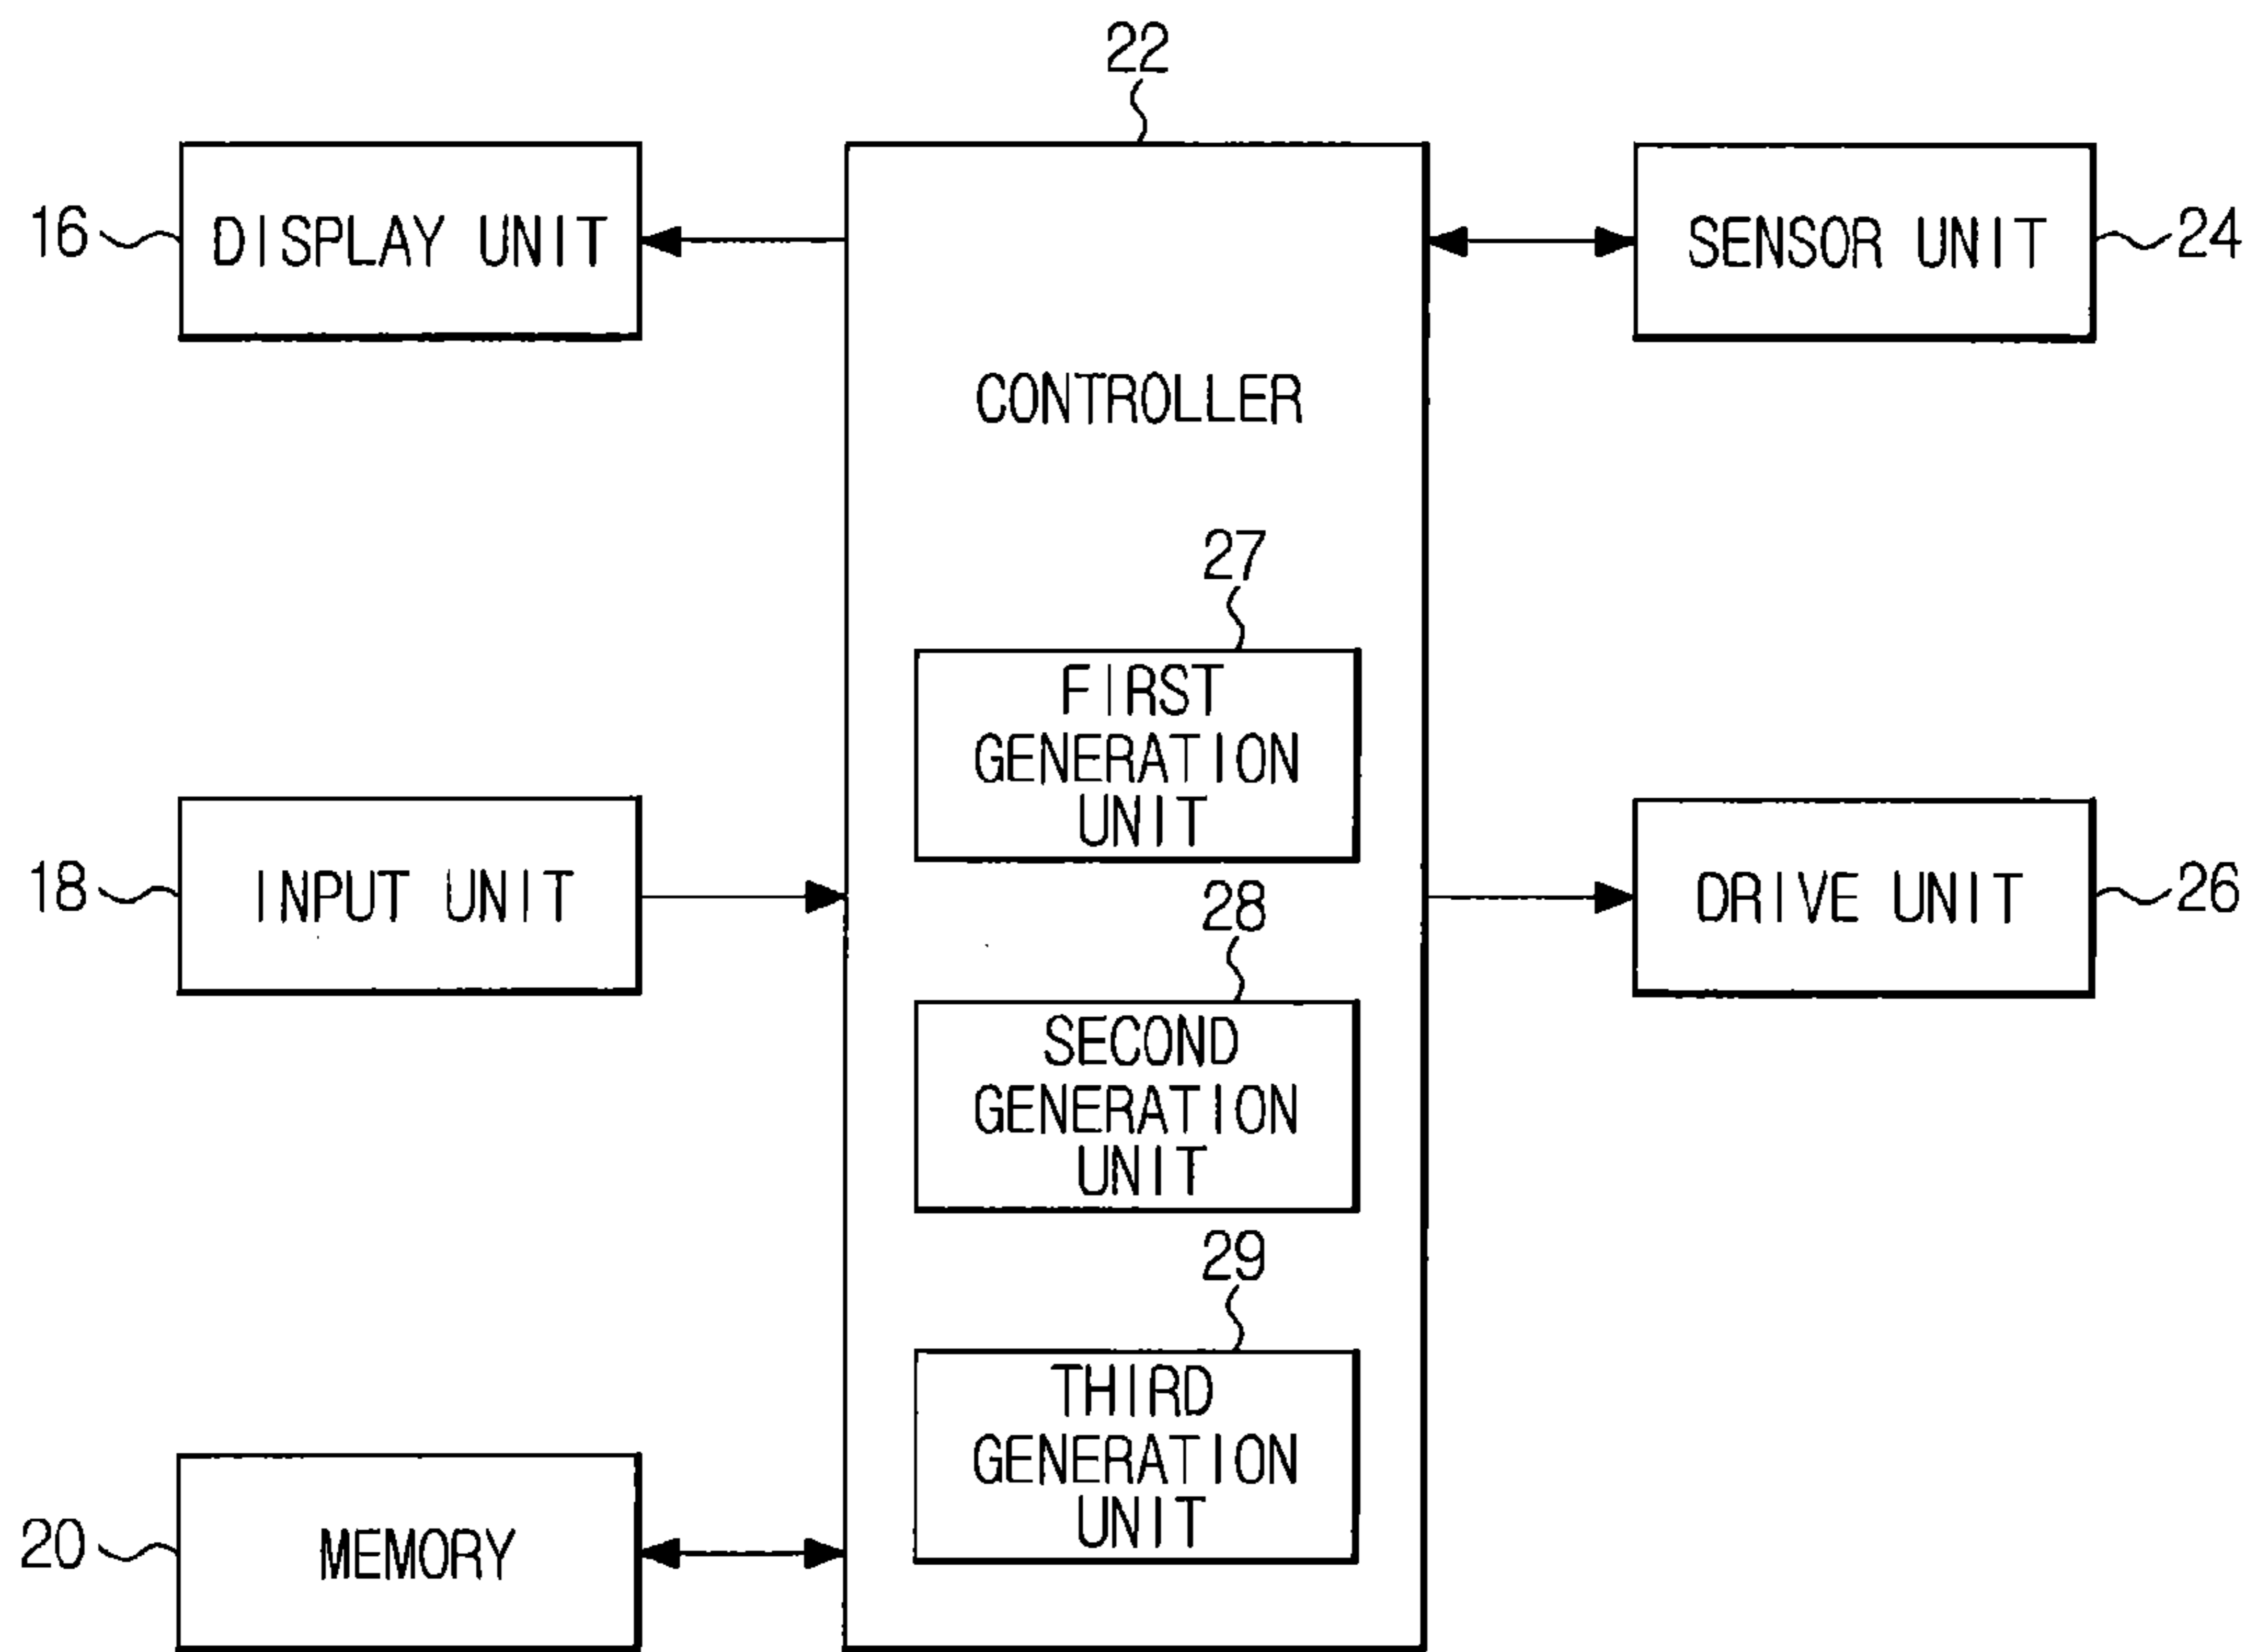 22
16
DISPLAY UNIT
SENSOR UNIT
24
CONTROLLER
27
FIRST
GENERATION
UNIT
18
INPUT UNIT
DRIVE UNIT
26
28
SECOND
GENERATION
UNIT
29
THIRD
GENERATION
UNIT
20
MEMORY